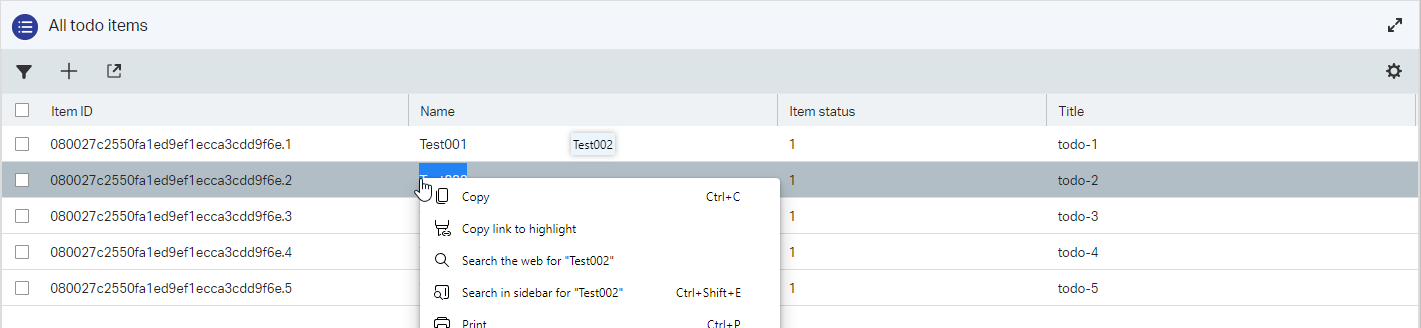 All todo items
Item ID Name Item status Title
080027c2550fa1ed9ef1ecca3cdd9f6e.1 Test001 Test002 1 todo-1
080027c2550fa1ed9ef1ecca3cdd9f6e.2 1 todo-2
Copy Ctrl+C
080027c2550fa1ed9ef1ecca3cdd9f6e.3 1 todo-3
Copy link to highlight
080027c2550fa1ed9ef1ecca3cdd9f6e.4 1 todo-4
Search the web for "Test002"
080027c2550fa1ed9ef1ecca3cdd9f6e.5 1 todo-5
Search in sidebar for "Test002" Ctrl+Shift+E
Print Ctrl+P